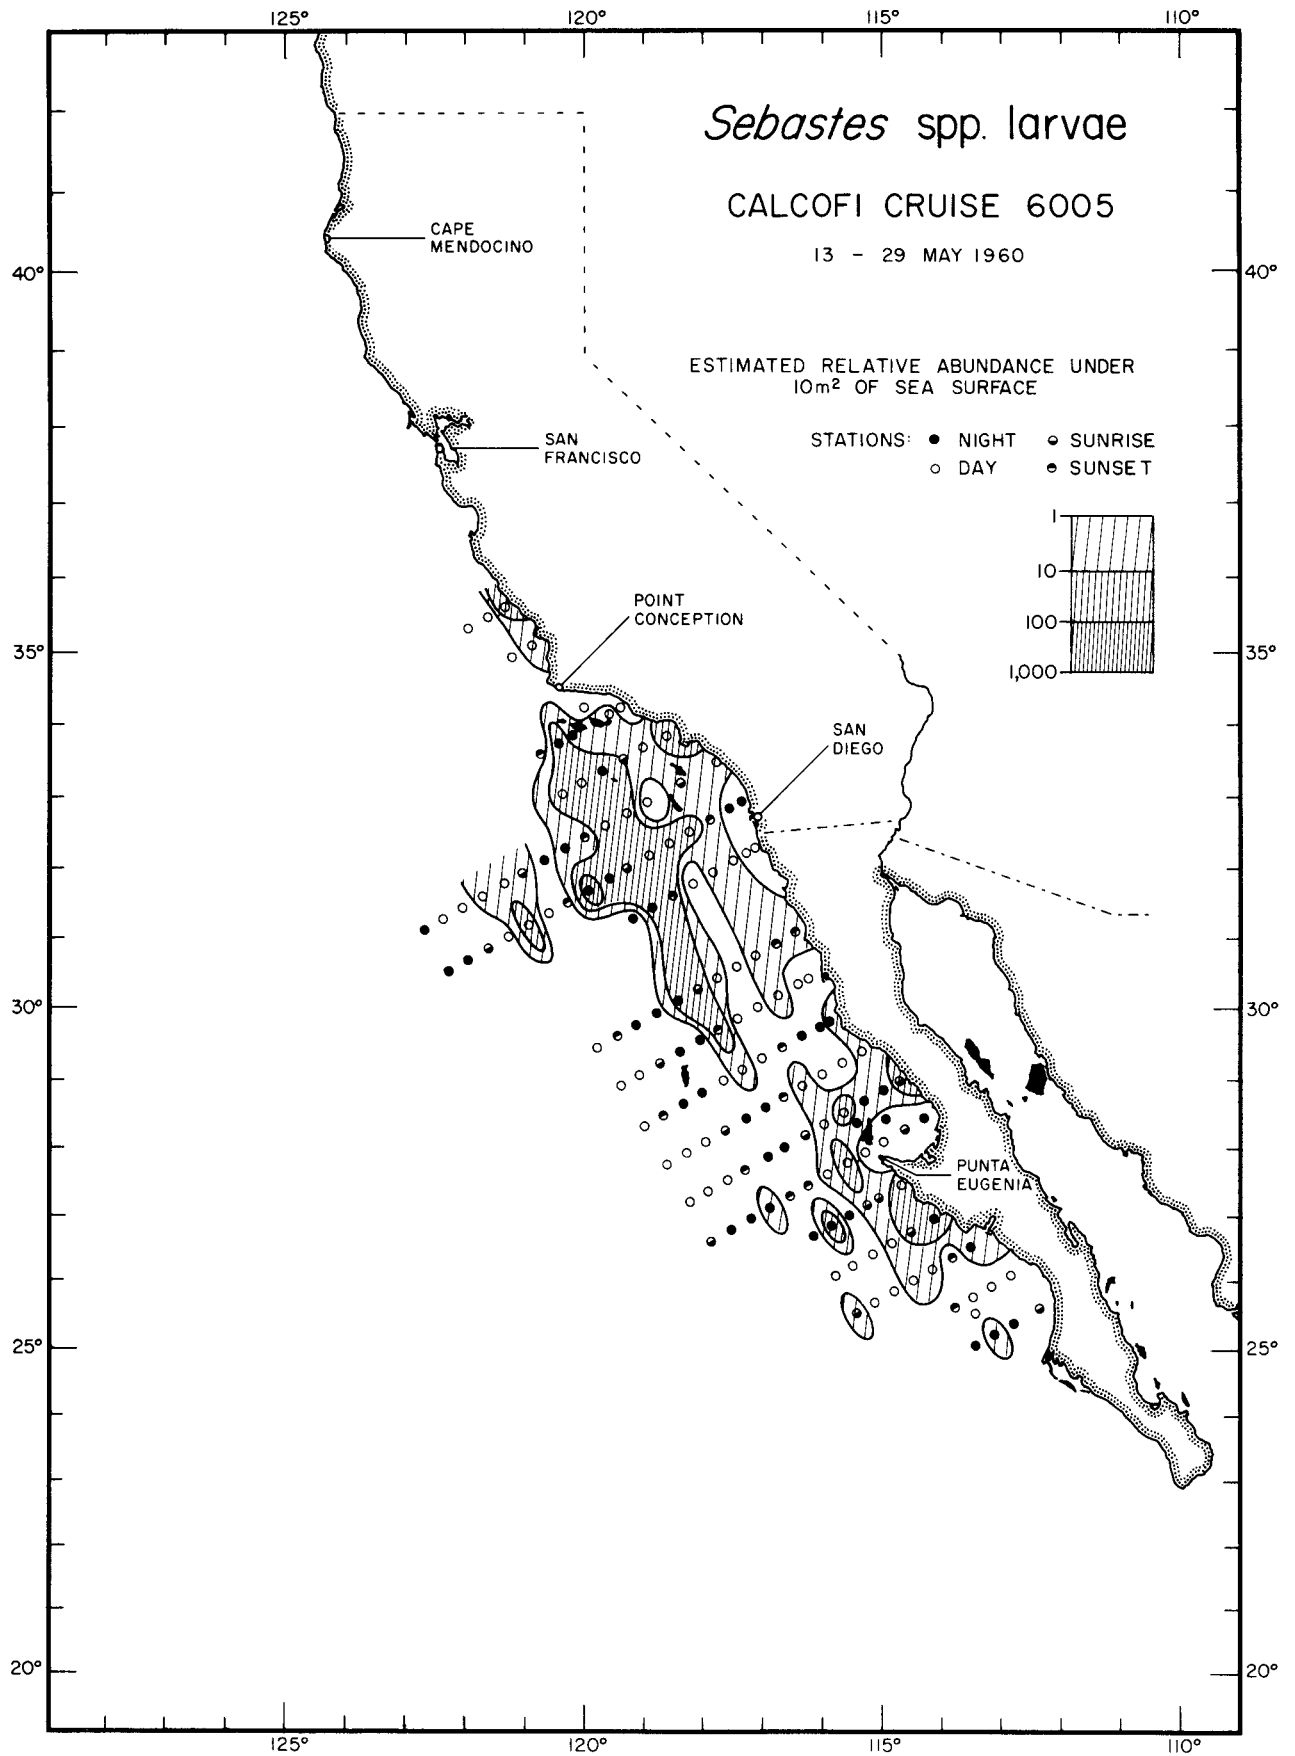 125° 120° 115° 110°
Sebastes spp. larvae
CALCOFI CRUISE 6005
13 – 29 MAY 1960
CAPE
MENDOCINO
40° 40°
ESTIMATED RELATIVE ABUNDANCE UNDER
10m² OF SEA SURFACE
STATIONS: ● NIGHT SUNRISE
○ DAY SUNSET
SAN
FRANCISCO
1
10
100
1,000
POINT
CONCEPTION
35° 35°
SAN
DIEGO
30° 30°
PUNTA
EUGENIA
25° 25°
20° 20°
125° 120° 115° 110°